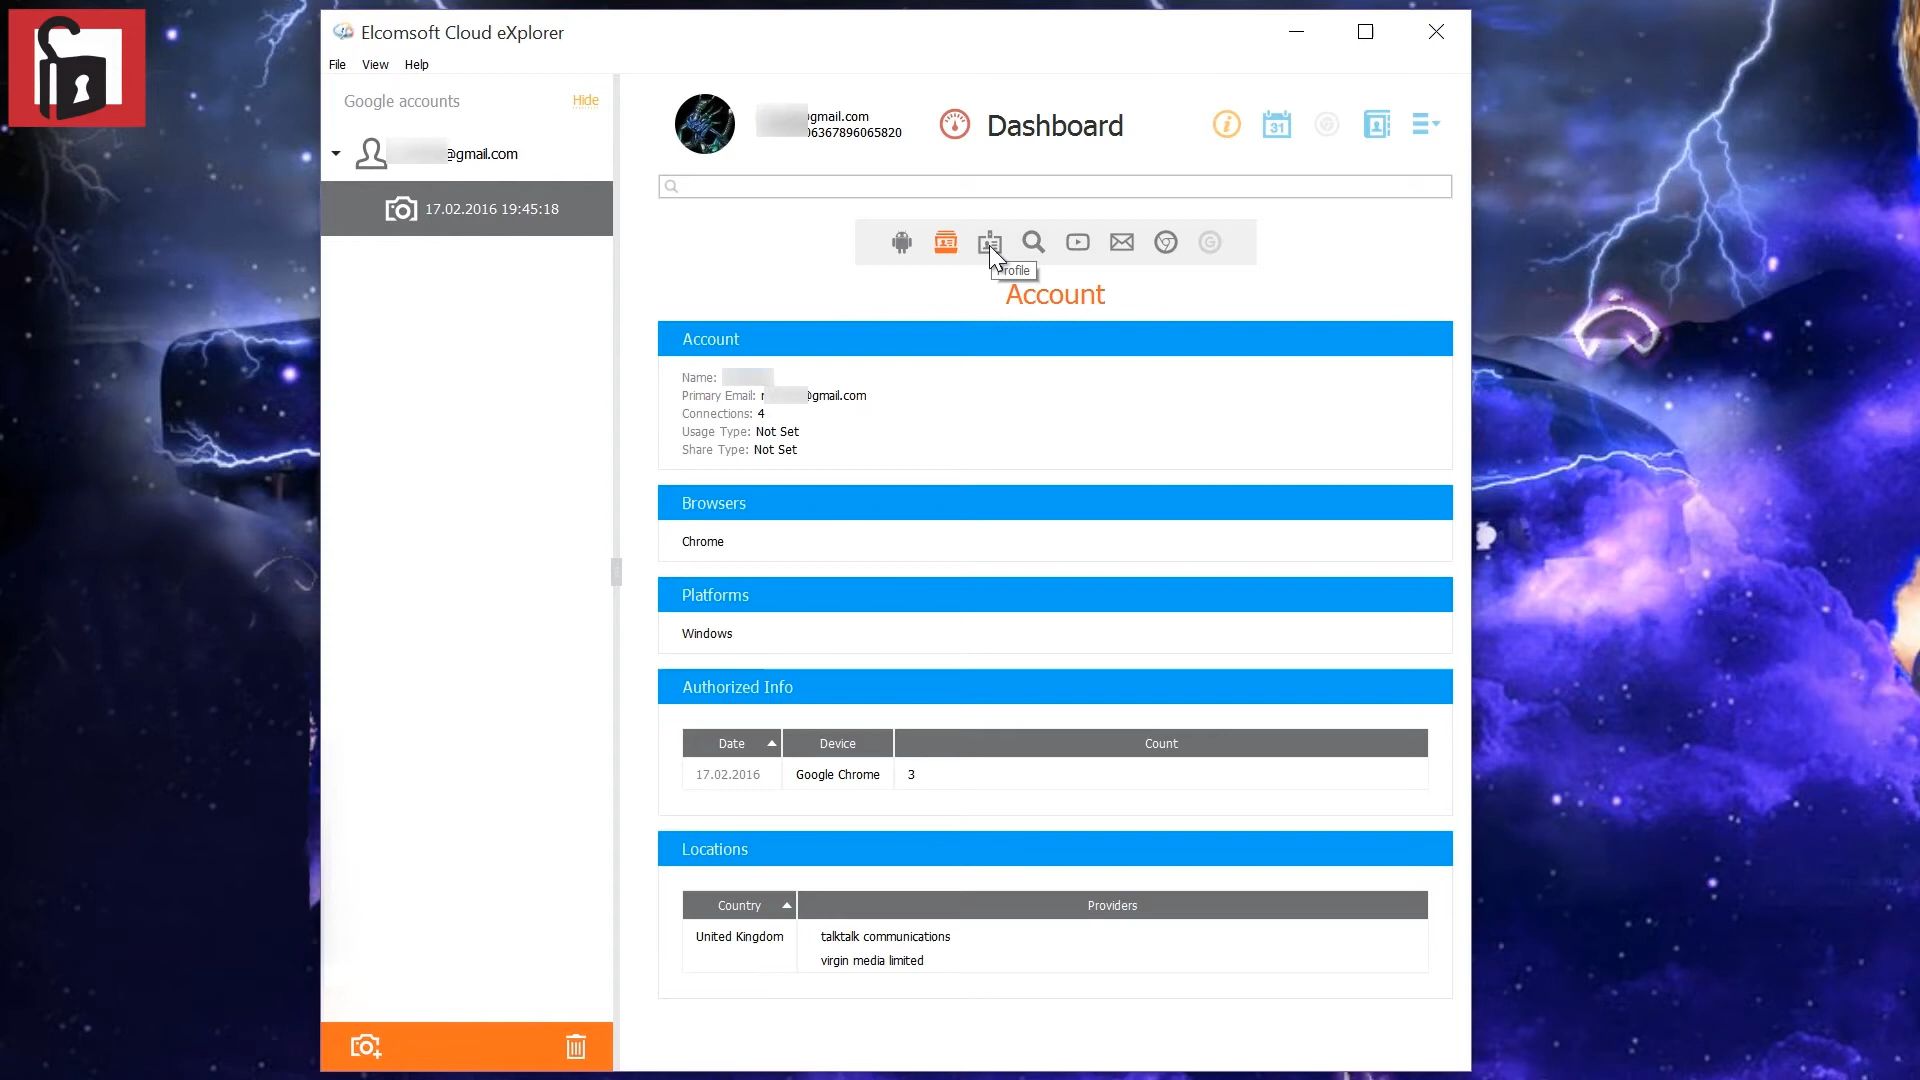 Elcomsoft Cloud eXplorer
File View Help
Google accounts Hide
@gmail.com
17.02.2016 19:45:18
gmail.com
06367896065820
Dashboard
31
Profile
Account
Account
Name:
Primary Email: @gmail.com
Connections: 4
Usage Type: Not Set
Share Type: Not Set
Browsers
Chrome
Platforms
Windows
Authorized Info
Date Device Count
17.02.2016 Google Chrome 3
Locations
Country Providers
United Kingdom talktalk communications
virgin media limited